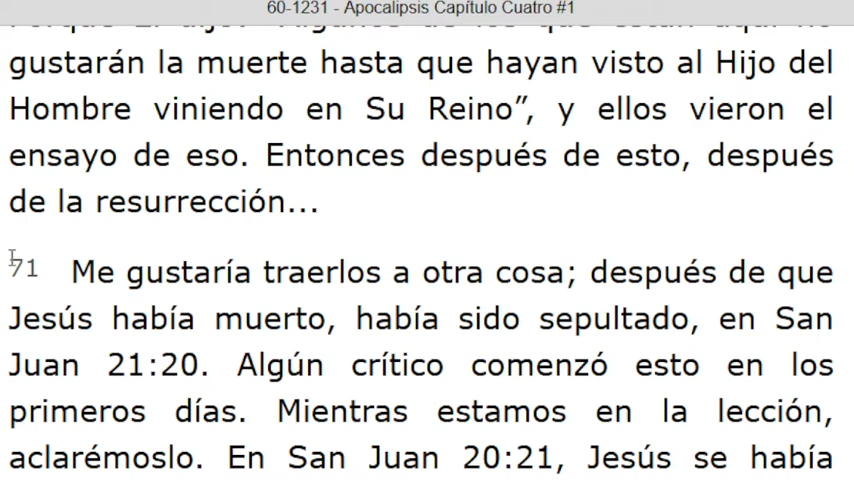 60-1231 - Apocalipsis Capítulo Cuatro #1
gustarán la muerte hasta que hayan visto al Hijo del
Hombre viniendo en Su Reino”, y ellos vieron el
ensayo de eso. Entonces después de esto, después
de la resurrección...
71 Me gustaría traerlos a otra cosa; después de que
Jesús había muerto, había sido sepultado, en San
Juan 21:20. Algún crítico comenzó esto en los
primeros días. Mientras estamos en la lección,
aclarémoslo. En San Juan 20:21, Jesús se había